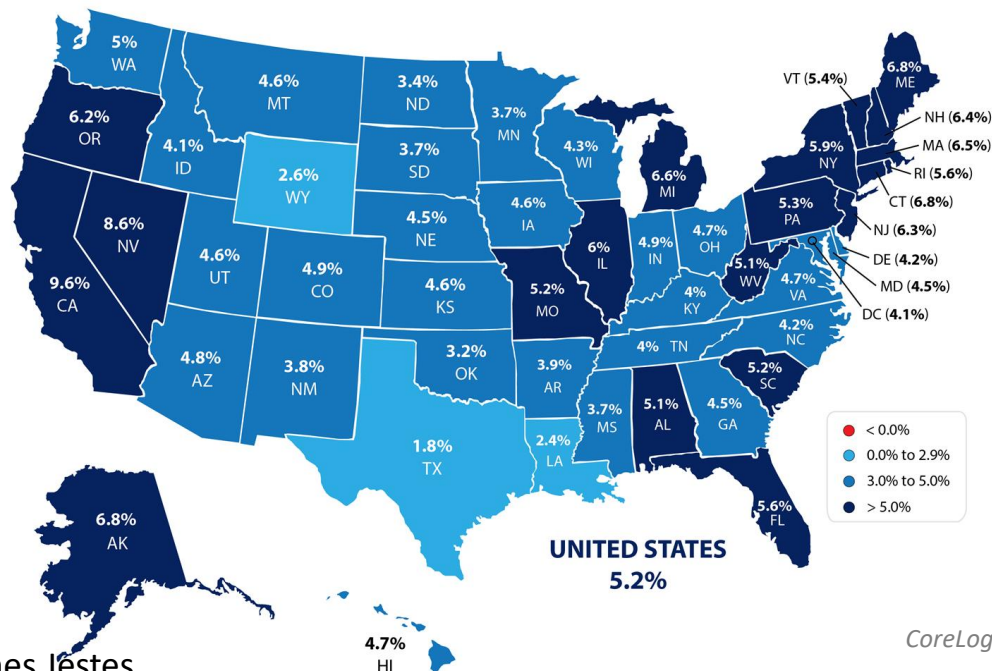 5%
WA
4.6%
MT
3.4%
ND
3.7%
MN
6.8%
ME
VT (5.4%)
NH (6.4%)
MA (6.5%)
RI (5.6%)
CT (6.8%)
NJ (6.3%)
DE (4.2%)
MD (4.5%)
DC (4.1%)
6.2%
OR
4.1%
ID
2.6%
WY
3.7%
SD
4.3%
WI
6.6%
MI
5.9%
NY
5.3%
PA
8.6%
NV
4.6%
UT
4.9%
CO
4.5%
NE
4.6%
IA
6%
IL
4.9%
IN
4.7%
OH
5.1%
WV
4.7%
VA
9.6%
CA
4.6%
KS
5.2%
MO
4%
KY
4.8%
AZ
3.8%
NM
3.2%
OK
3.9%
AR
4% TN
4.2%
NC
5.2%
SC
1.8%
TX
2.4%
LA
3.7%
MS
5.1%
AL
4.5%
GA
5.6%
FL
6.8%
AK
4.7%
HI
< 0.0%
0.0% to 2.9%
3.0% to 5.0%
> 5.0%
UNITED STATES
5.2%
CoreLog